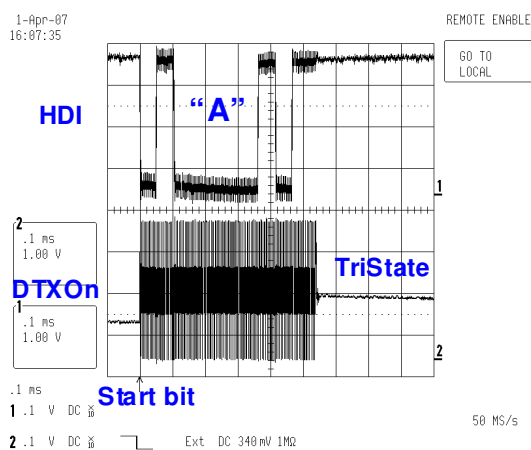 1-Apr-07
16:07:35
REMOTE ENABLE
GO TO
LOCAL
HDI
“A”
1
2
.1 ms
1.00 V
DTXOn
TriState
1
.1 ms
1.00 V
2
.1 ms
Start bit
1 .1 V DC X10
50 MS/s
2 .1 V DC X10
Ext DC 340mV 1MΩ